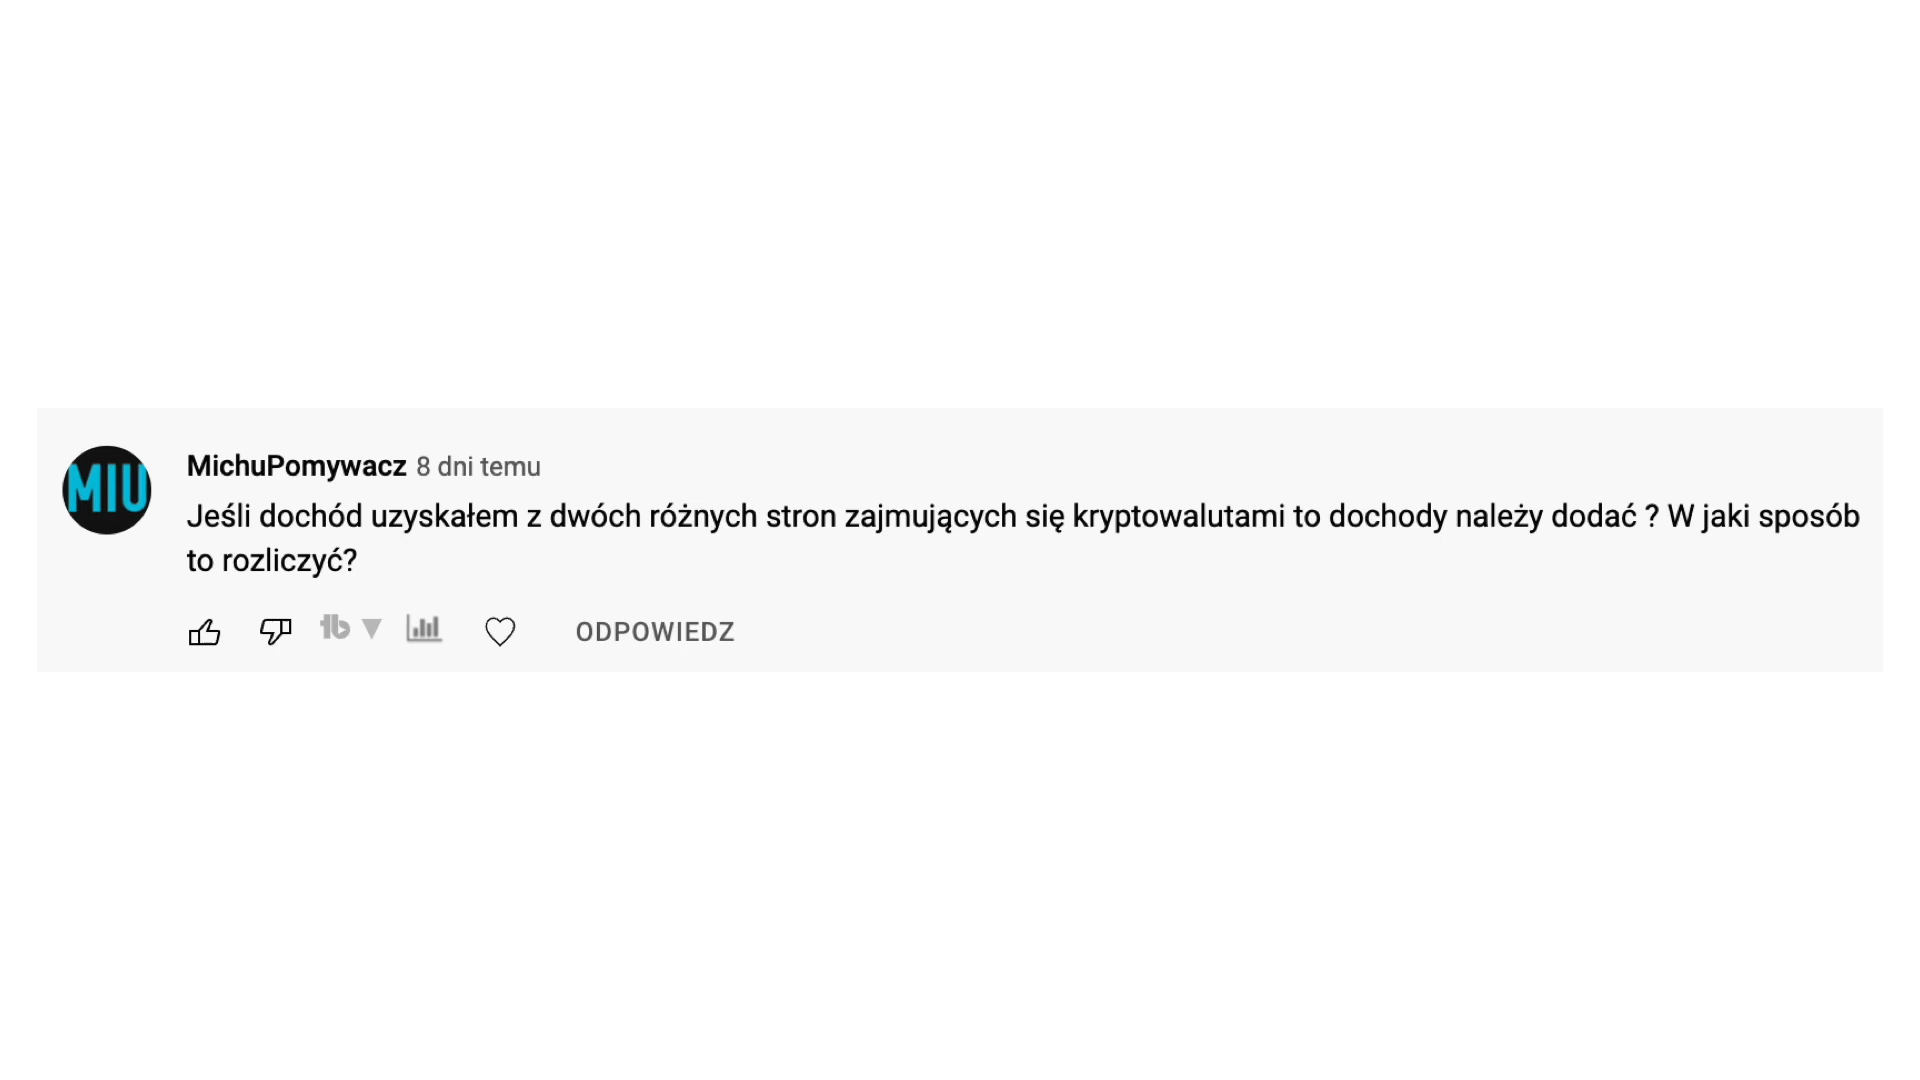 MIU
MichuPomywacz 8 dni temu
Jeśli dochód uzyskałem z dwóch różnych stron zajmujących się kryptowalutami to dochody należy dodać ? W jaki sposób
to rozliczyć?
tb
ODPOWIEDZ